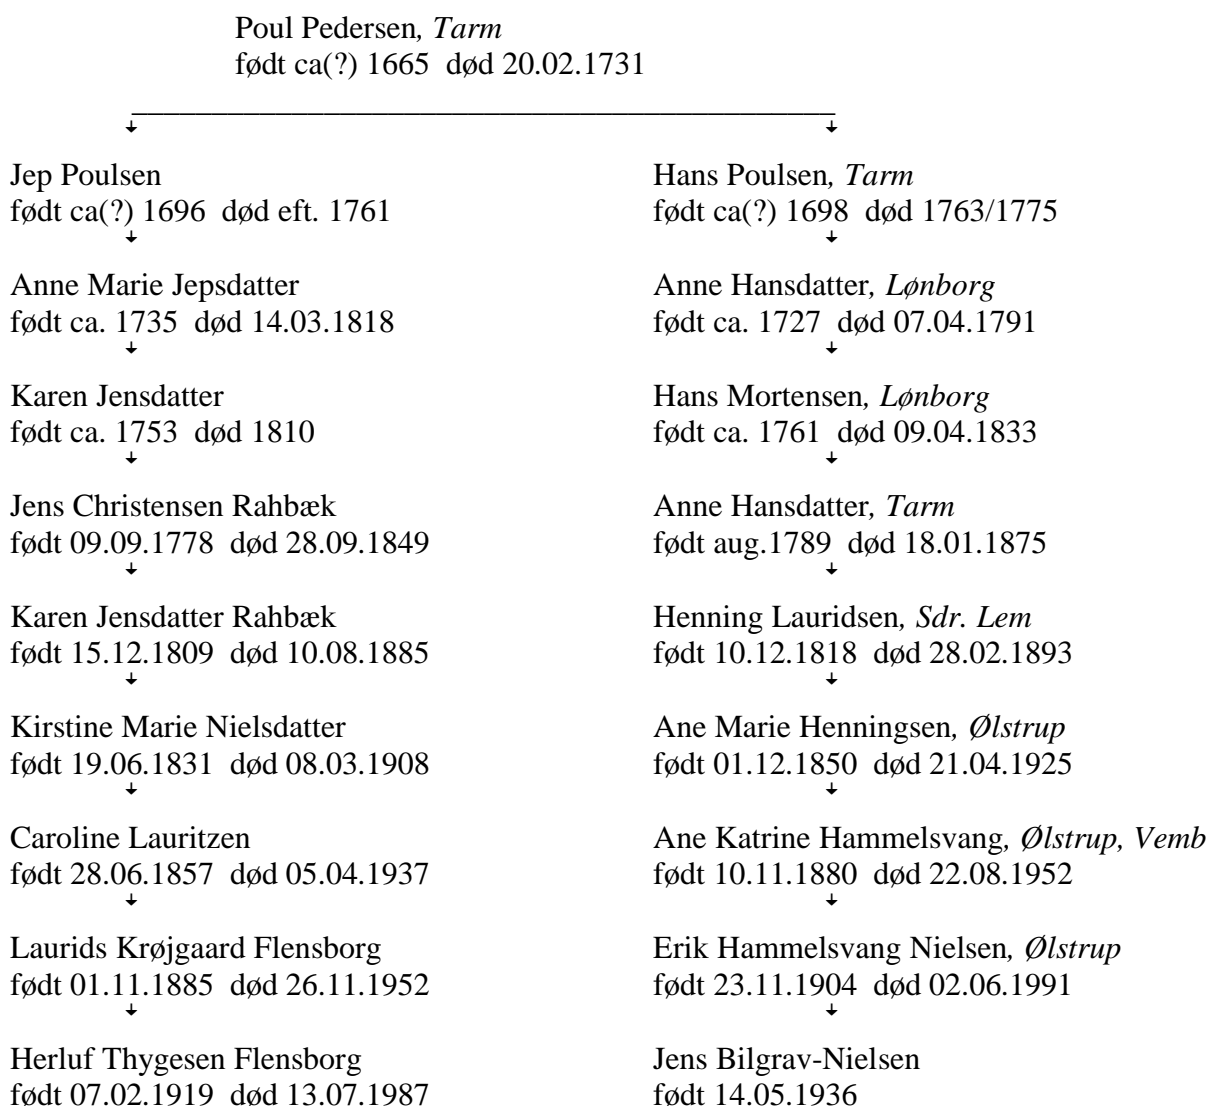 Poul Pedersen, Tarm
født ca(?) 1665 død 20.02.1731
Jep Poulsen
født ca(?) 1696 død eft. 1761
Anne Marie Jepsdatter
født ca. 1735 død 14.03.1818
Karen Jensdatter
født ca. 1753 død 1810
Jens Christensen Rahbæk
født 09.09.1778 død 28.09.1849
Karen Jensdatter Rahbæk
født 15.12.1809 død 10.08.1885
Kirstine Marie Nielsdatter
født 19.06.1831 død 08.03.1908
Caroline Lauritzen
født 28.06.1857 død 05.04.1937
Laurids Krøjgaard Flensborg
født 01.11.1885 død 26.11.1952
Herluf Thygesen Flensborg
født 07.02.1919 død 13.07.1987
Hans Poulsen, Tarm
født ca(?) 1698 død 1763/1775
Anne Hansdatter, Lønborg
født ca. 1727 død 07.04.1791
Hans Mortensen, Lønborg
født ca. 1761 død 09.04.1833
Anne Hansdatter, Tarm
født aug.1789 død 18.01.1875
Henning Lauridsen, Sdr. Lem
født 10.12.1818 død 28.02.1893
Ane Marie Henningsen, Ølstrup
født 01.12.1850 død 21.04.1925
Ane Katrine Hammelsvang, Ølstrup, Vemb
født 10.11.1880 død 22.08.1952
Erik Hammelsvang Nielsen, Ølstrup
født 23.11.1904 død 02.06.1991
Jens Bilgrav-Nielsen
født 14.05.1936